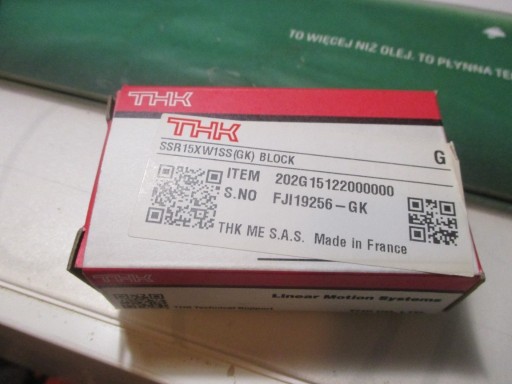 TO WIĘCEJ NIŻ OLEJ. TO PŁYNNA TE
THK
THK
SSR15XW1SS(GK) BLOCK
G
ITEM 202G15122000000
S.NO FJI19256-GK
THK ME S.A.S. Made in France
THK
Linear Motion Systems